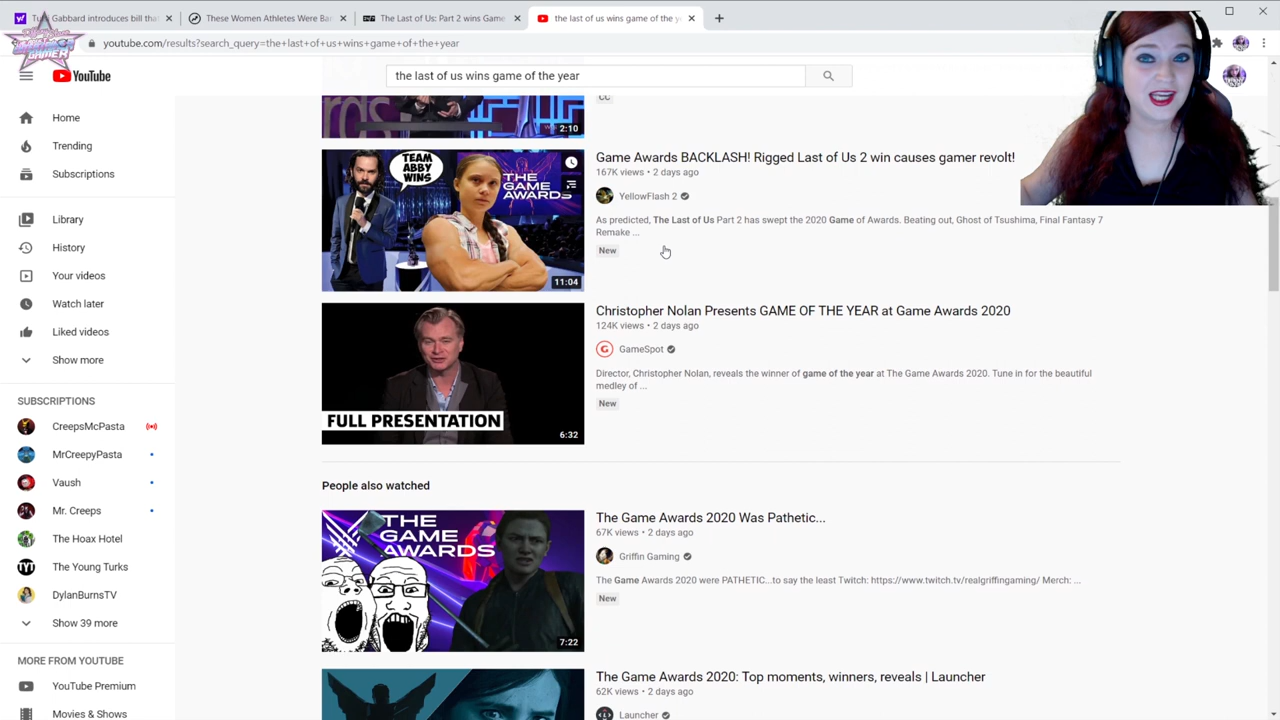 Tulsi Gabbard introduces bill tha
These Women Athletes Were Bar
The Last of Us: Part 2 wins Game
the last of us wins game of the ye
youtube.com/results?search_query=the+last+of+us+wins+game+of+the+year
GAMER
YouTube
the last of us wins game of the year
Home
Trending
Subscriptions
Library
History
Your videos
Watch later
Liked videos
Show more
SUBSCRIPTIONS
CreepsMcPasta
MrCreepyPasta
Vaush
Mr. Creeps
The Hoax Hotel
TYT
The Young Turks
DylanBurnsTV
Show 39 more
MORE FROM YOUTUBE
YouTube Premium
Movies & Shows
2:10
CC
TEAM
ABBY
WINS
THE
GAME
AWARDS
11:04
Game Awards BACKLASH! Rigged Last of Us 2 win causes gamer revolt!
167K views • 2 days ago
YellowFlash 2
As predicted, The Last of Us Part 2 has swept the 2020 Game of Awards. Beating out, Ghost of Tsushima, Final Fantasy 7
Remake ...
New
FULL PRESENTATION
6:32
Christopher Nolan Presents GAME OF THE YEAR at Game Awards 2020
124K views • 2 days ago
G
GameSpot
Director, Christopher Nolan, reveals the winner of game of the year at The Game Awards 2020. Tune in for the beautiful
medley of ...
New
People also watched
THE
GAME
AWARDS
7:22
The Game Awards 2020 Was Pathetic...
67K views • 2 days ago
Griffin Gaming
The Game Awards 2020 were PATHETIC...to say the least Twitch: https://www.twitch.tv/realgriffingaming/ Merch: ...
New
The Game Awards 2020: Top moments, winners, reveals | Launcher
62K views • 2 days ago
Launcher